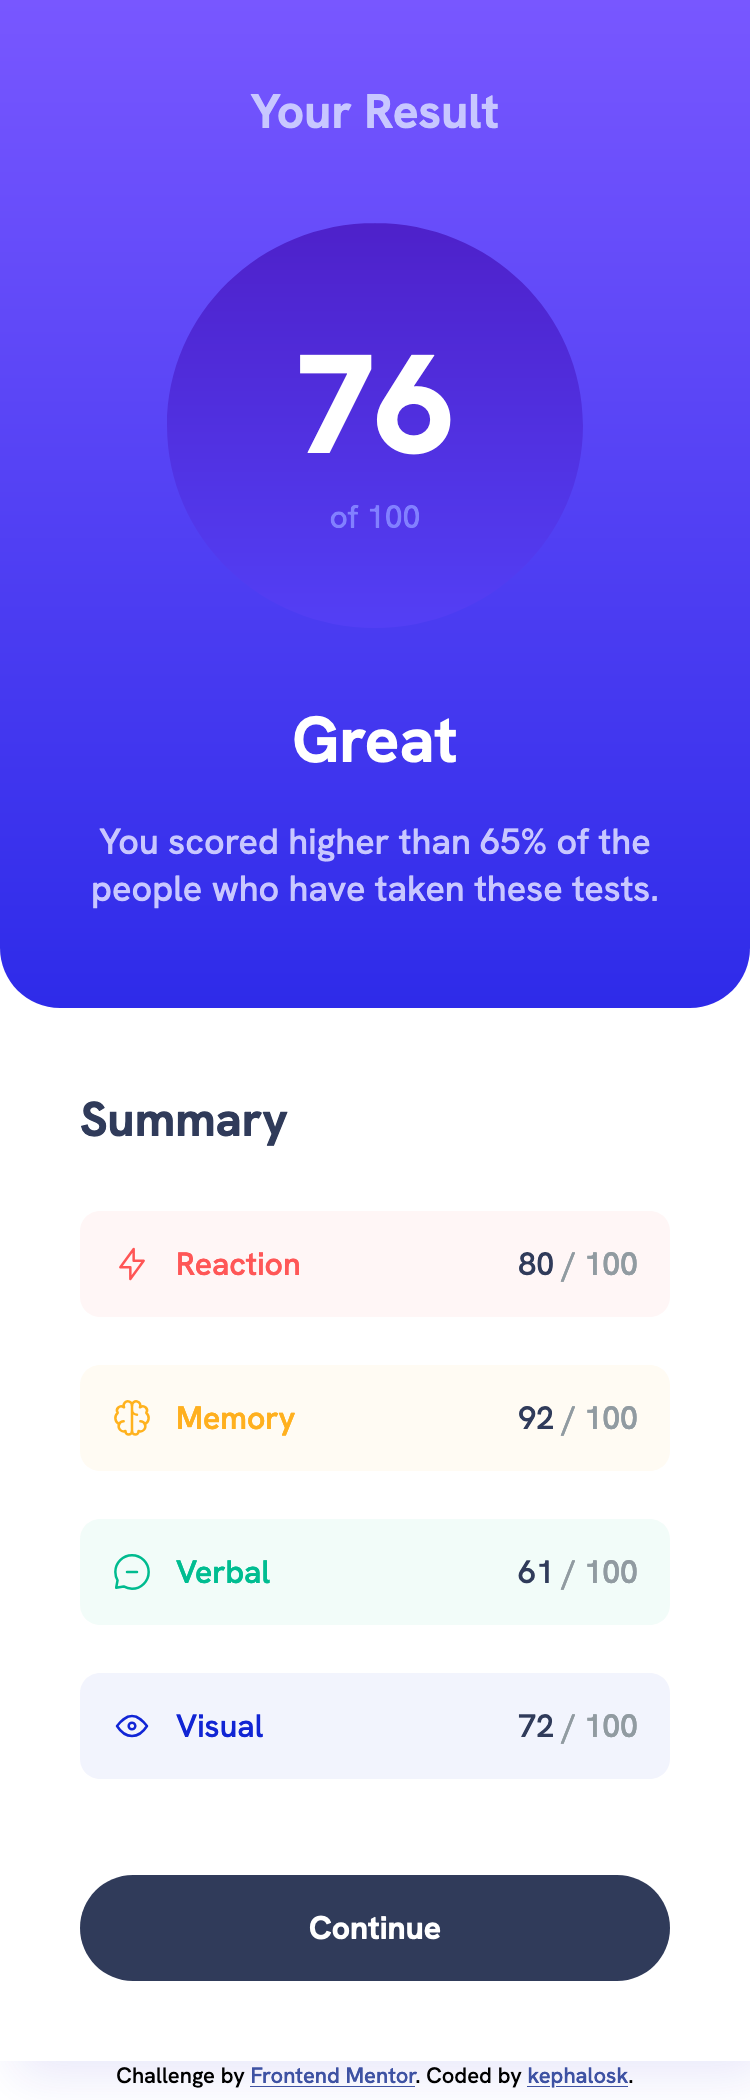 Your Result
76
of 100
Great
You scored higher than 65% of the
people who have taken these tests.
Summary
Reaction 80 / 100
Memory 92 / 100
Verbal 61 / 100
Visual 72 / 100
Continue
Challenge by Frontend Mentor. Coded by kephalosk.